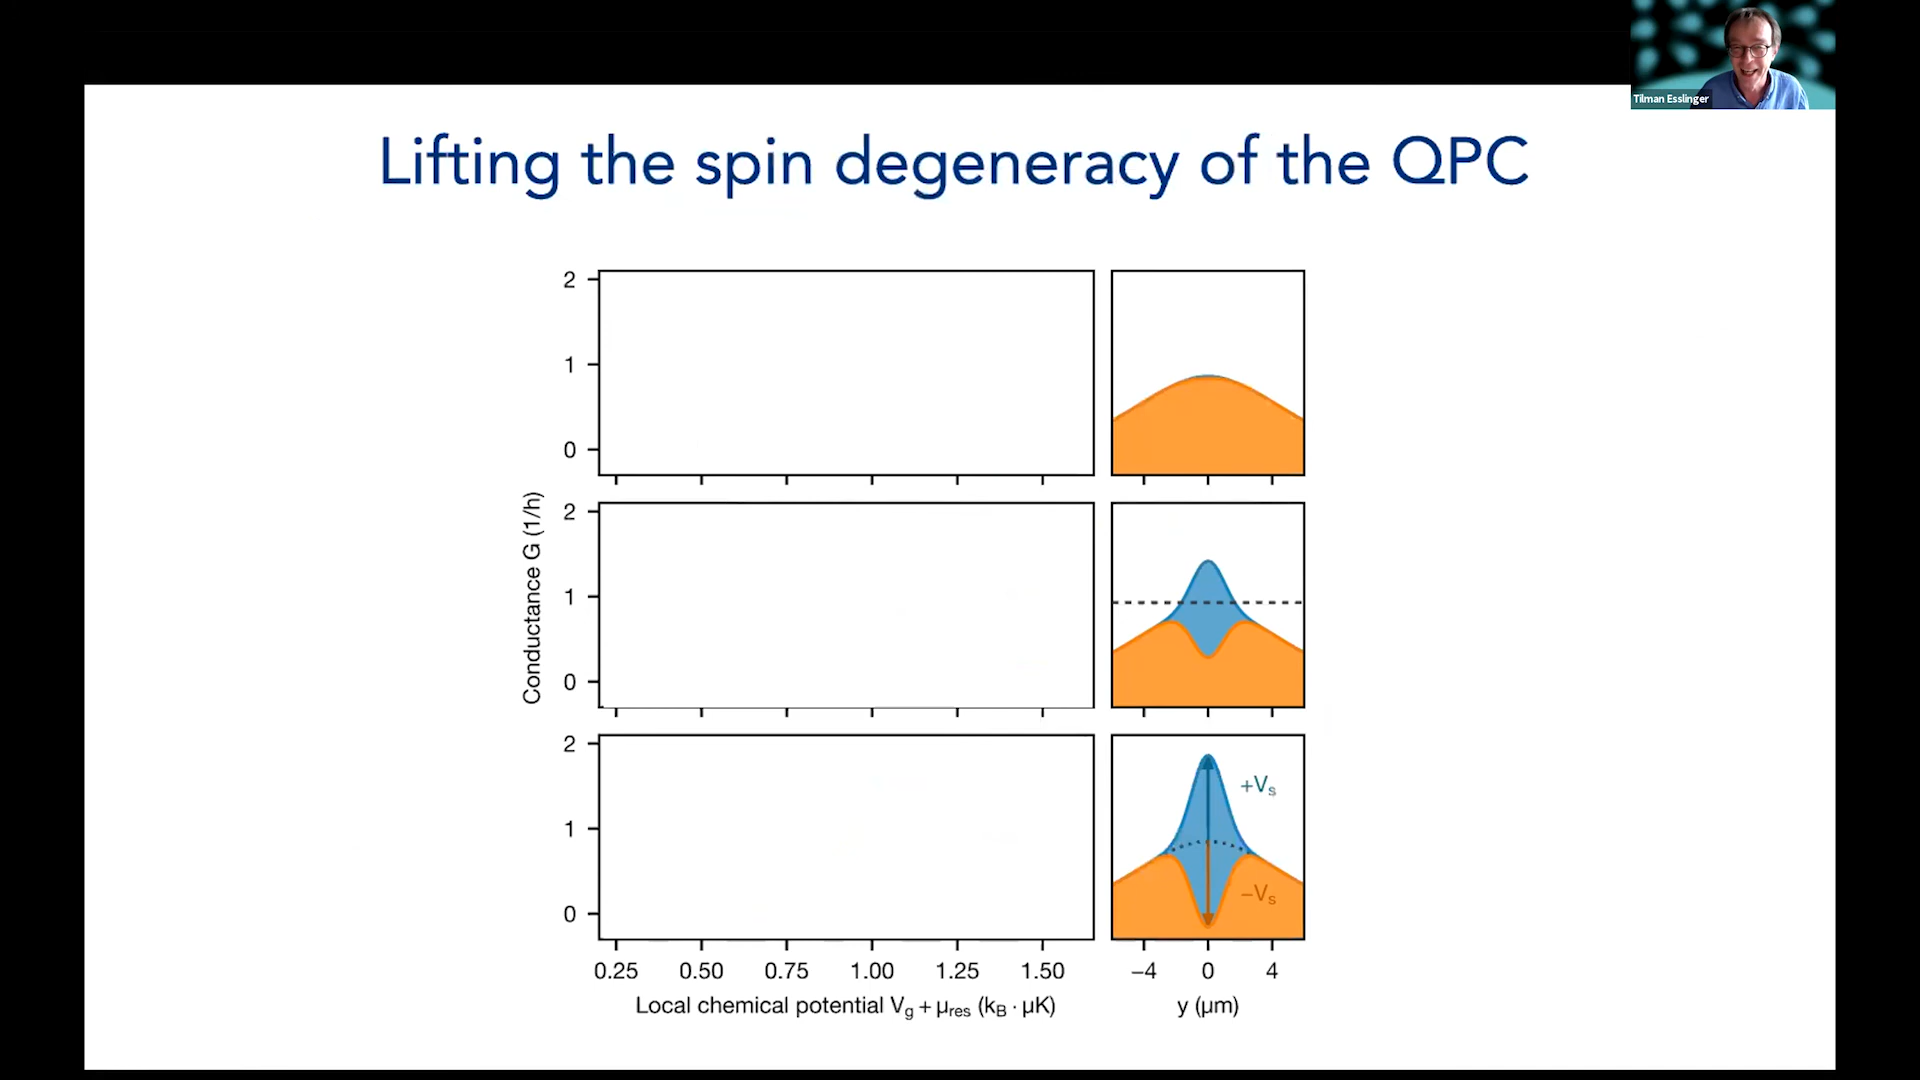 Tilman Esslinger
Lifting the spin degeneracy of the QPC
2
1
0
Conductance G (1/h)
2
1
0
2
1
0
+Vs
−Vs
0.25 0.50 0.75 1.00 1.25 1.50
−4 0 4
Local chemical potential Vg + μres (kB · μK)
y (μm)